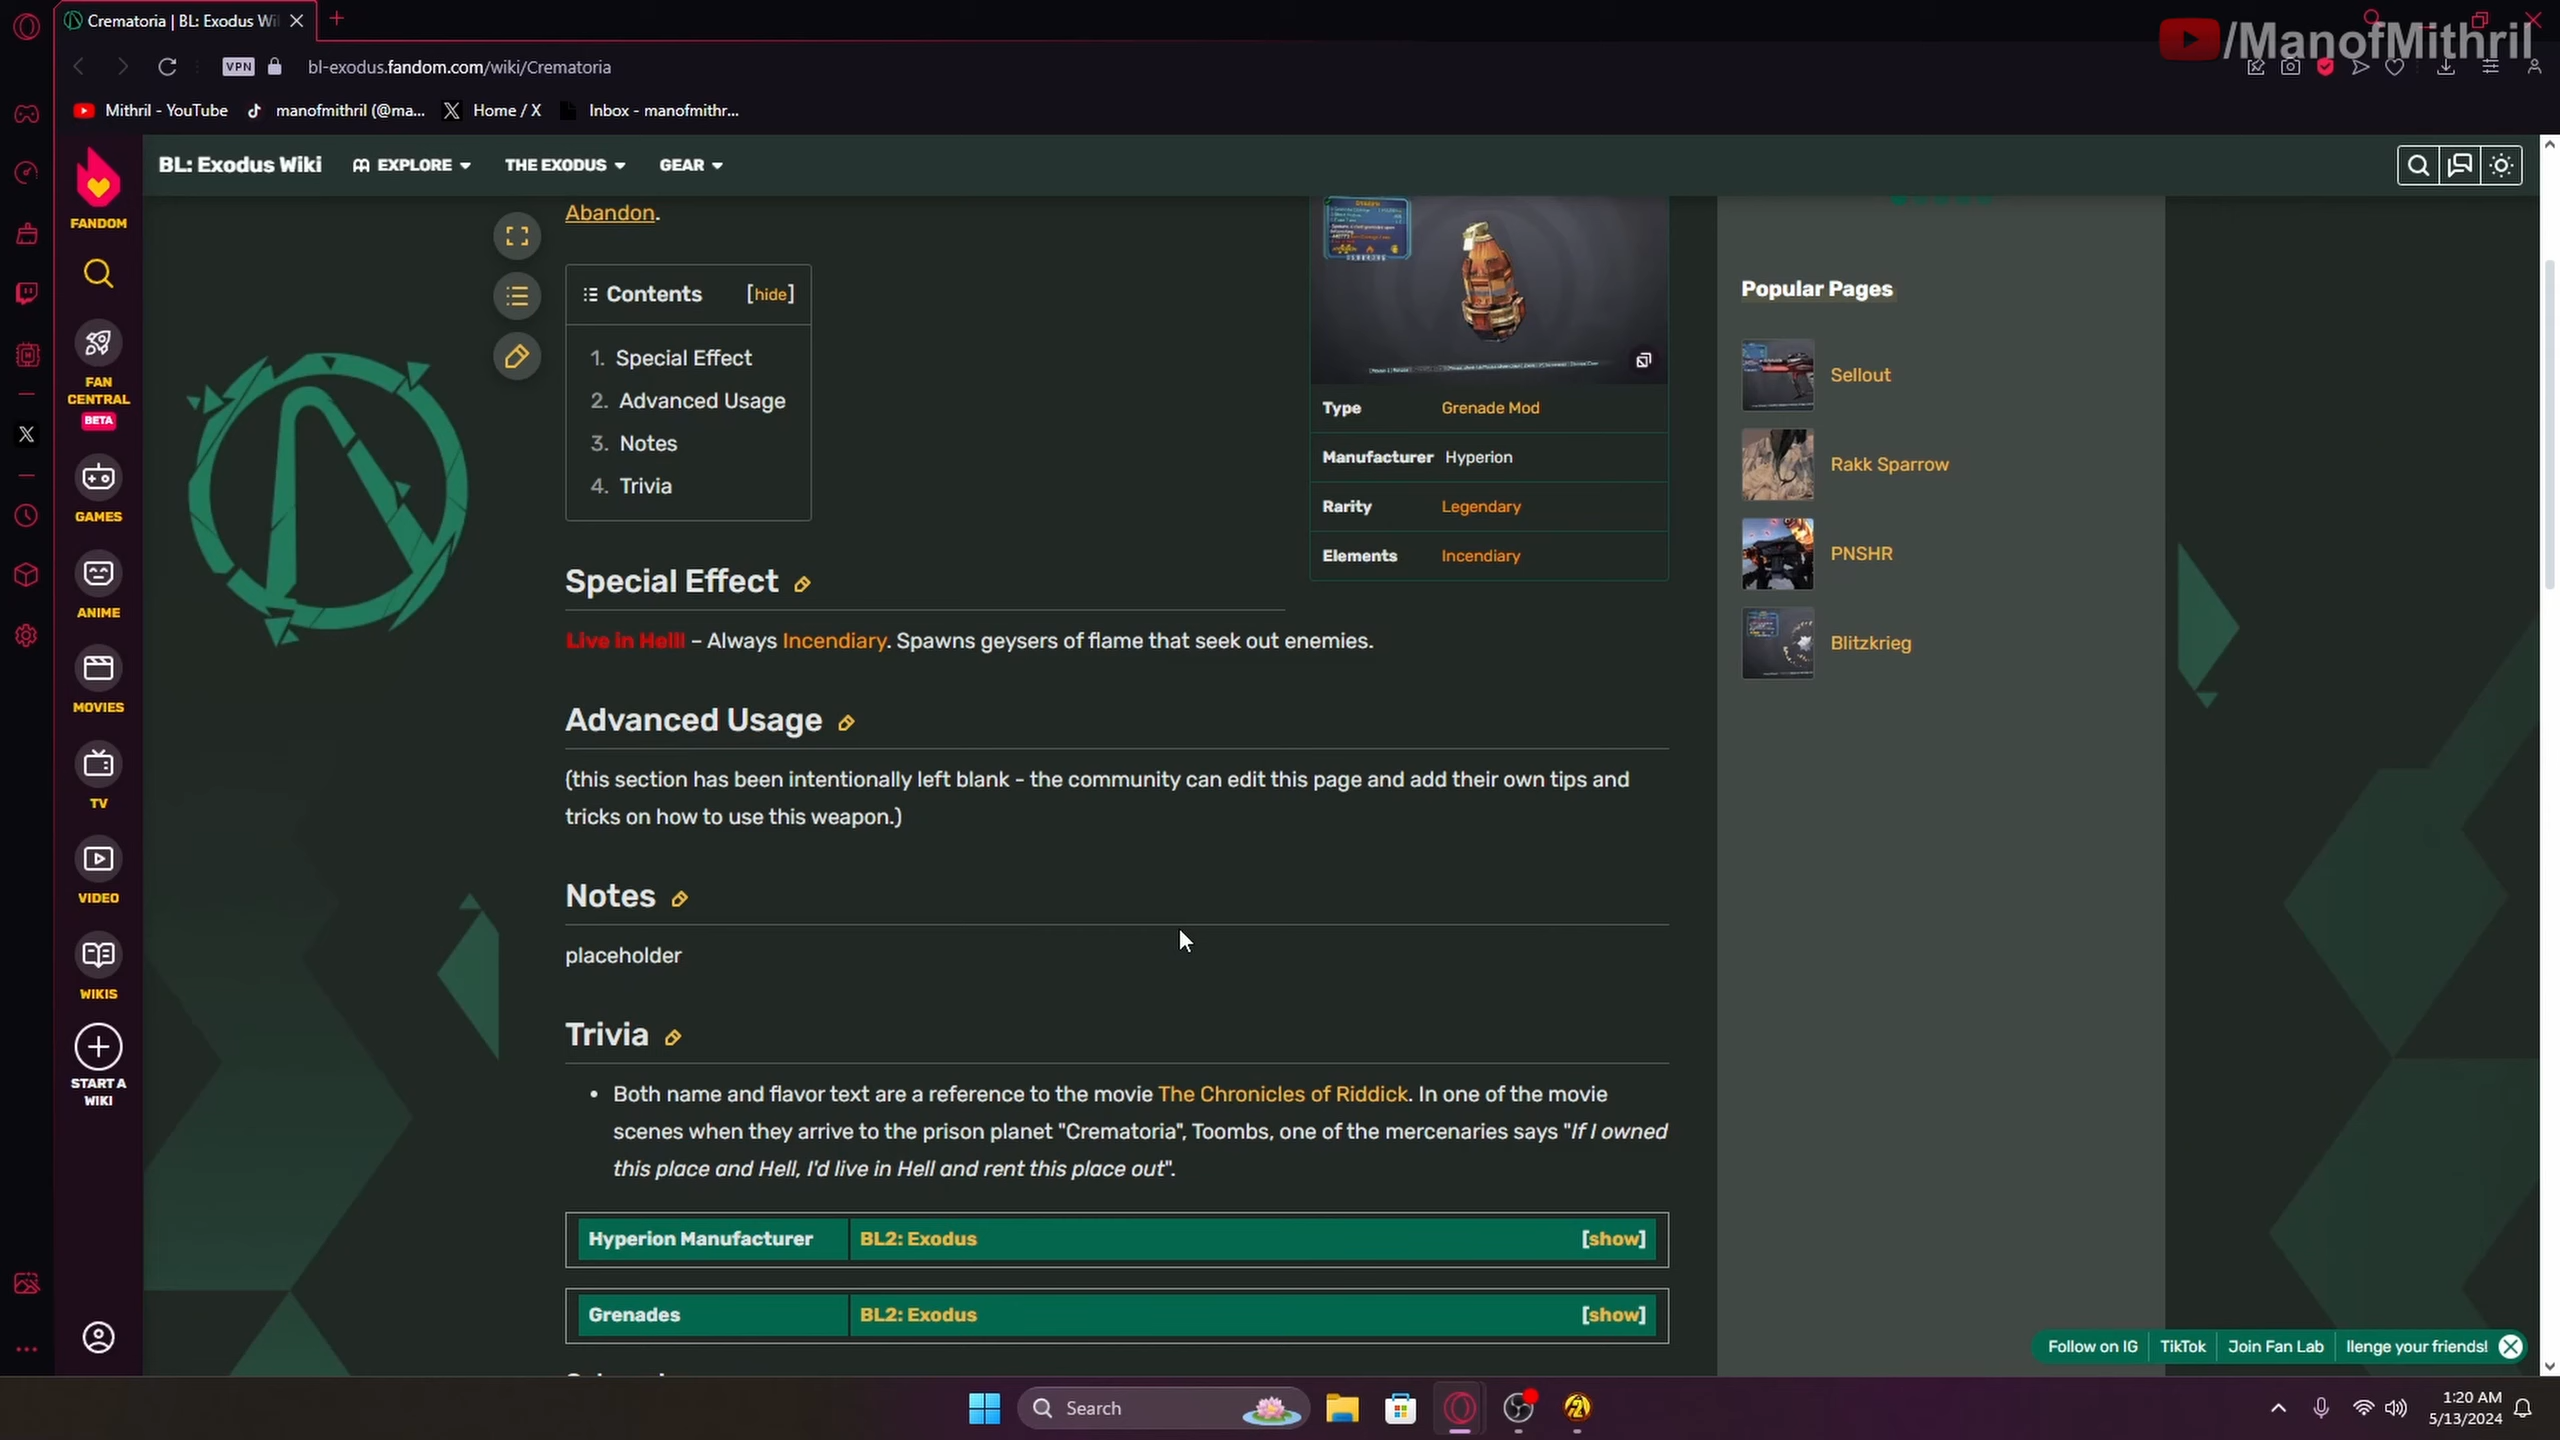 Crematoria | BL: Exodus Wi
/ManofMithril
VPN
bl-exodus.fandom.com/wiki/Crematoria
Mithril - YouTube
manofmithril (@ma...
Home / X
Inbox - manofmithr...
BL: Exodus Wiki
EXPLORE
THE EXODUS
GEAR
FANDOM
FAN CENTRAL
BETA
GAMES
ANIME
MOVIES
TV
VIDEO
WIKIS
START A WIKI
Abandon.
Contents [hide]
1. Special Effect
2. Advanced Usage
3. Notes
4. Trivia
Type Grenade Mod
Manufacturer Hyperion
Rarity Legendary
Elements Incendiary
Special Effect
Live in Hell! – Always Incendiary. Spawns geysers of flame that seek out enemies.
Advanced Usage
(this section has been intentionally left blank - the community can edit this page and add their own tips and
tricks on how to use this weapon.)
Notes
placeholder
Trivia
• Both name and flavor text are a reference to the movie The Chronicles of Riddick. In one of the movie
scenes when they arrive to the prison planet "Crematoria", Toombs, one of the mercenaries says "If I owned
this place and Hell, I'd live in Hell and rent this place out".
Hyperion Manufacturer BL2: Exodus [show]
Grenades BL2: Exodus [show]
Popular Pages
Sellout
Rakk Sparrow
PNSHR
Blitzkrieg
Follow on IG
TikTok
Join Fan Lab
llenge your friends!
Search
1:20 AM
5/13/2024